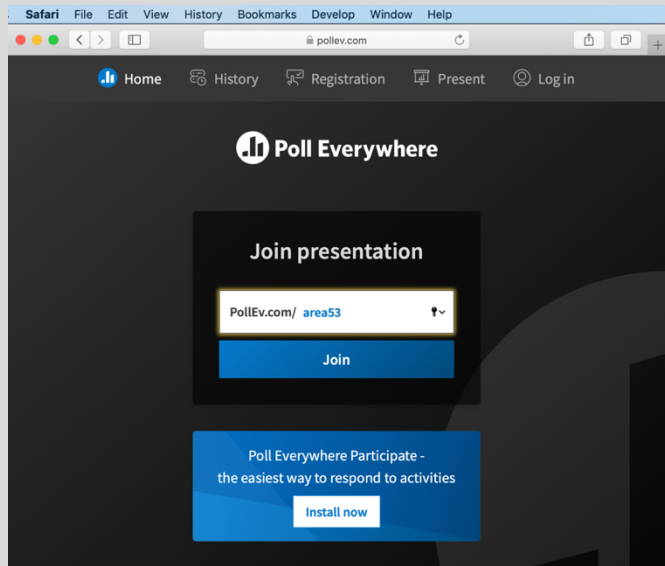 Safari File Edit View History Bookmarks Develop Window Help
pollev.com
Home History Registration Present Log in
Poll Everywhere
Join presentation
PollEv.com/ area53
Join
Poll Everywhere Participate -
the easiest way to respond to activities
Install now